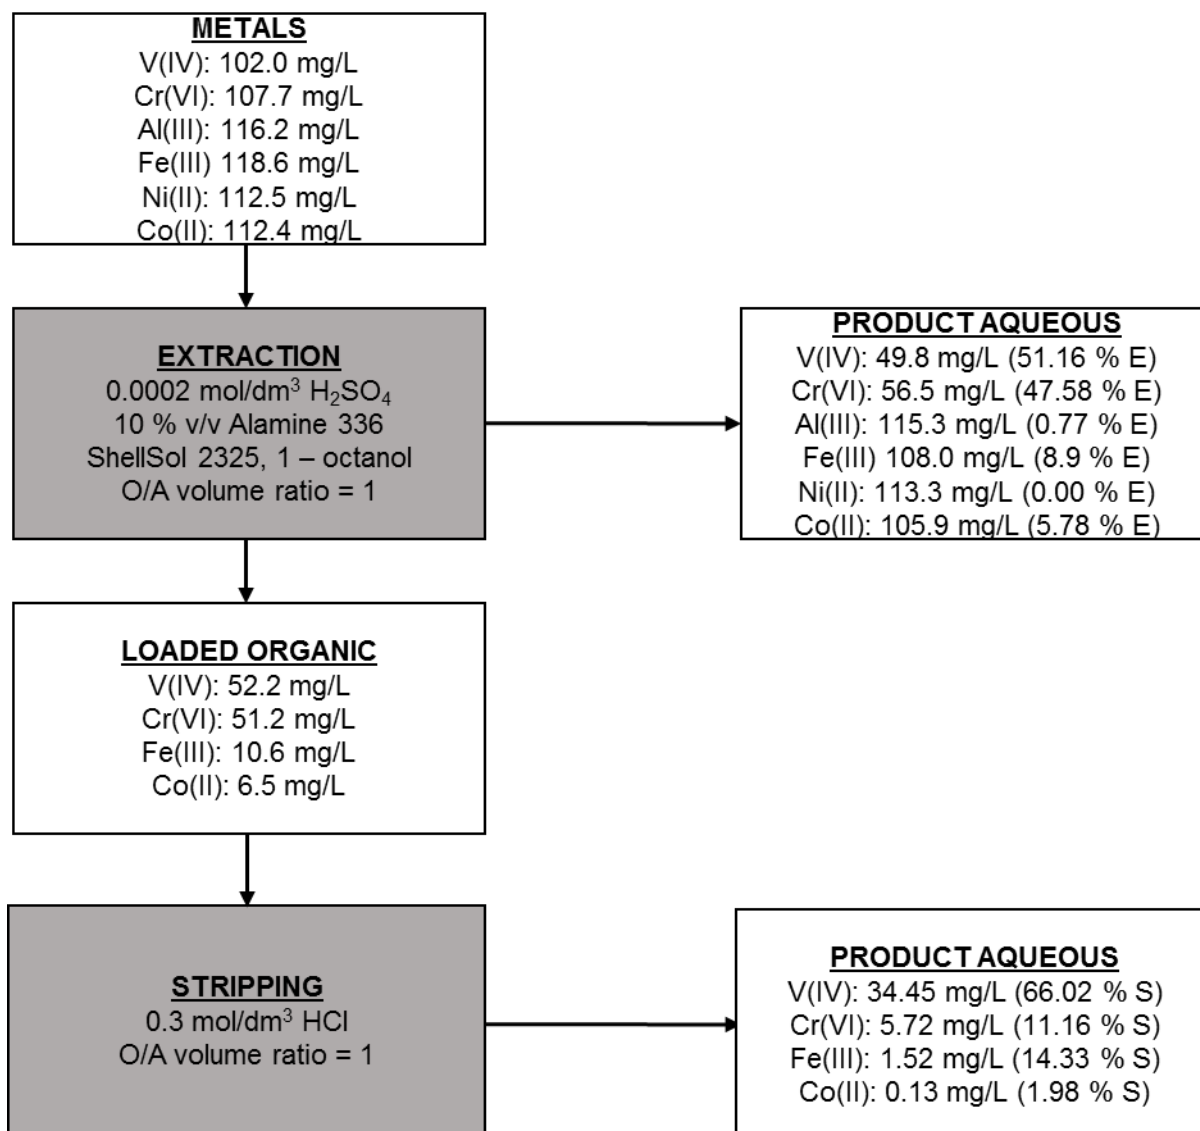 METALS
V(IV): 102.0 mg/L
Cr(VI): 107.7 mg/L
Al(III): 116.2 mg/L
Fe(III) 118.6 mg/L
Ni(II): 112.5 mg/L
Co(II): 112.4 mg/L
EXTRACTION
0.0002 mol/dm³ H₂SO₄
10 % v/v Alamine 336
ShellSol 2325, 1 – octanol
O/A volume ratio = 1
PRODUCT AQUEOUS
V(IV): 49.8 mg/L (51.16 % E)
Cr(VI): 56.5 mg/L (47.58 % E)
Al(III): 115.3 mg/L (0.77 % E)
Fe(III) 108.0 mg/L (8.9 % E)
Ni(II): 113.3 mg/L (0.00 % E)
Co(II): 105.9 mg/L (5.78 % E)
LOADED ORGANIC
V(IV): 52.2 mg/L
Cr(VI): 51.2 mg/L
Fe(III): 10.6 mg/L
Co(II): 6.5 mg/L
STRIPPING
0.3 mol/dm³ HCl
O/A volume ratio = 1
PRODUCT AQUEOUS
V(IV): 34.45 mg/L (66.02 % S)
Cr(VI): 5.72 mg/L (11.16 % S)
Fe(III): 1.52 mg/L (14.33 % S)
Co(II): 0.13 mg/L (1.98 % S)